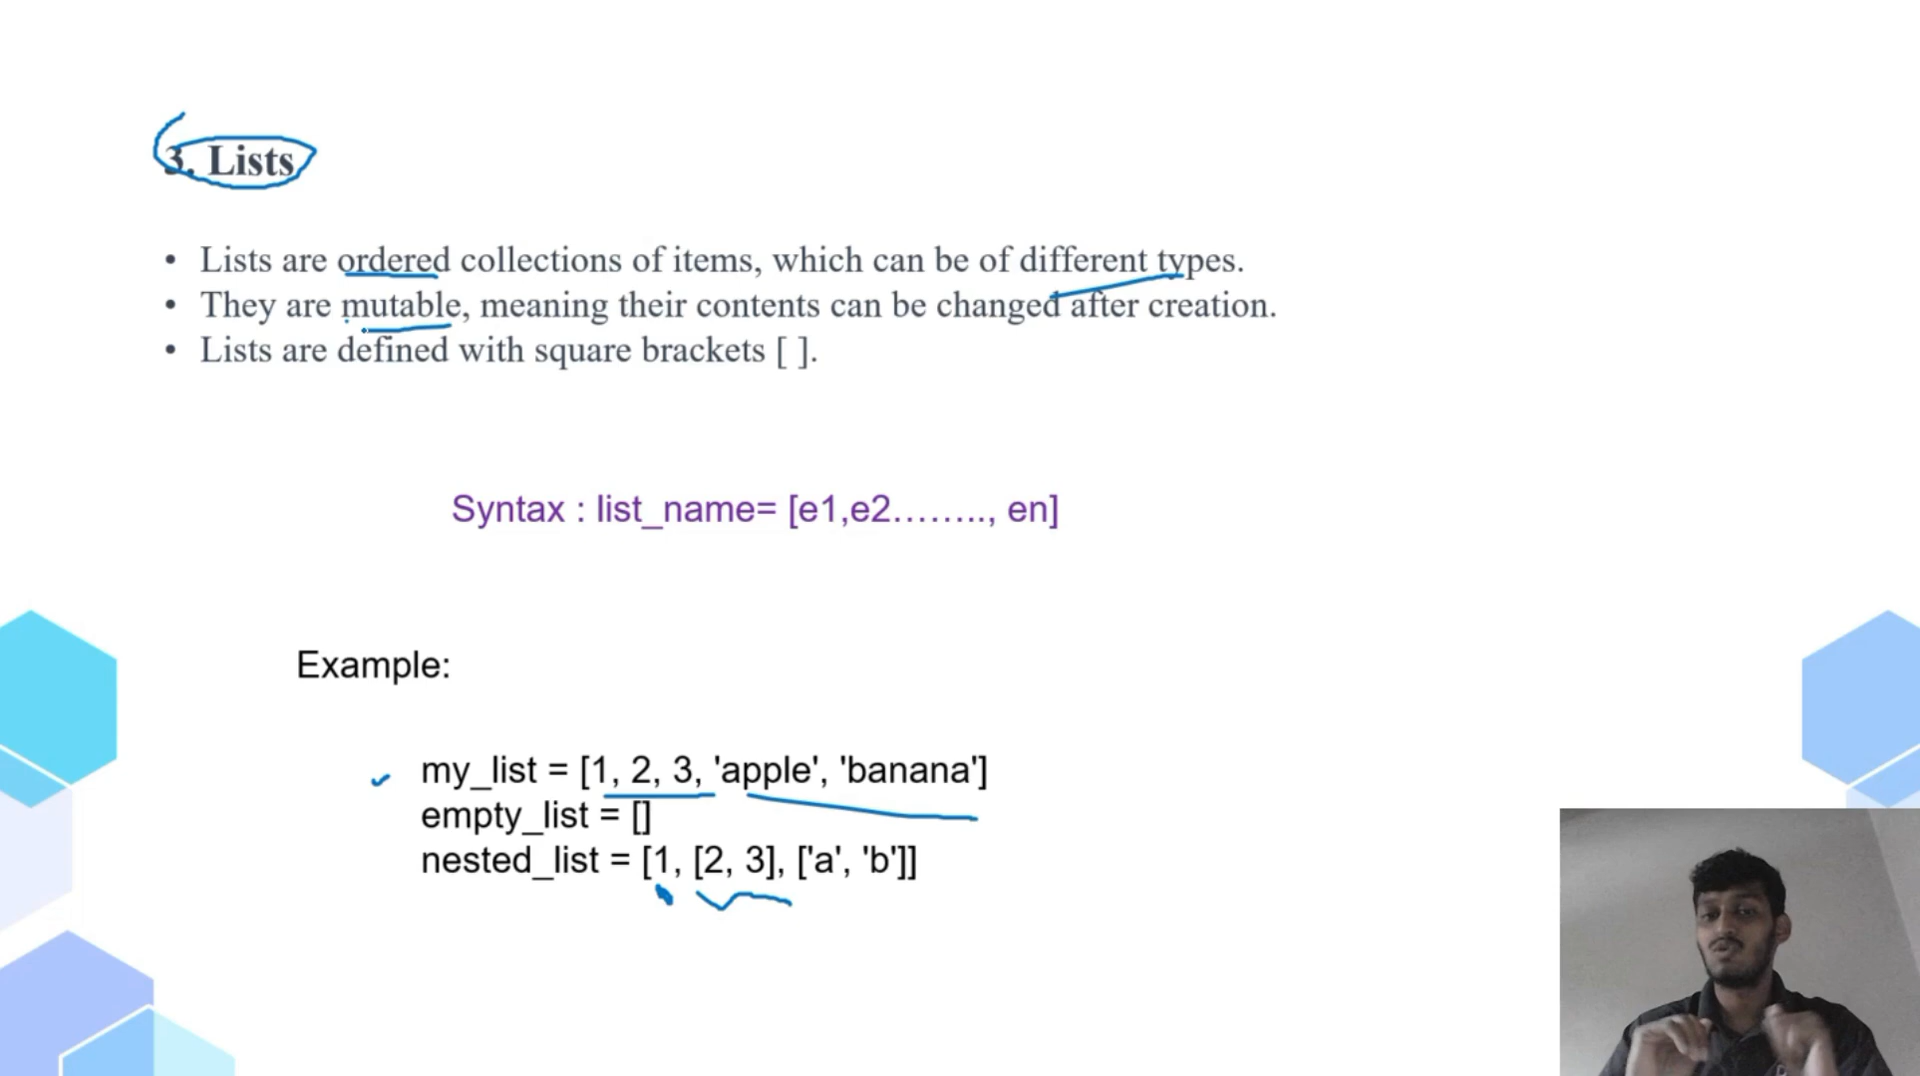 3. Lists
• Lists are ordered collections of items, which can be of different types.
• They are mutable, meaning their contents can be changed after creation.
• Lists are defined with square brackets [ ].
Syntax : list_name= [e1,e2…….., en]
Example:
my_list = [1, 2, 3, 'apple', 'banana']
empty_list = []
nested_list = [1, [2, 3], ['a', 'b']]